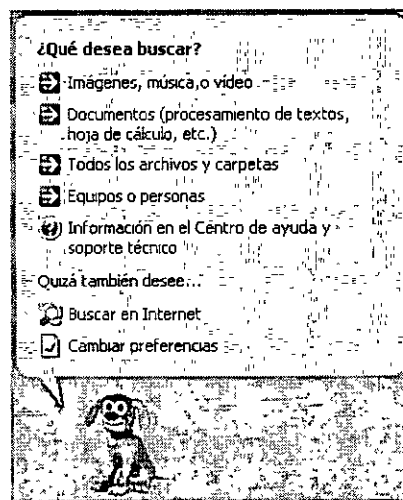 ¿Qué desea buscar?
Imágenes, música,o vídeo
Documentos (procesamiento de textos,
hoja de cálculo, etc.)
Todos los archivos y carpetas
Equipos o personas
Información en el Centro de ayuda y
soporte técnico
Quizá también desee...
Buscar en Internet
Cambiar preferencias